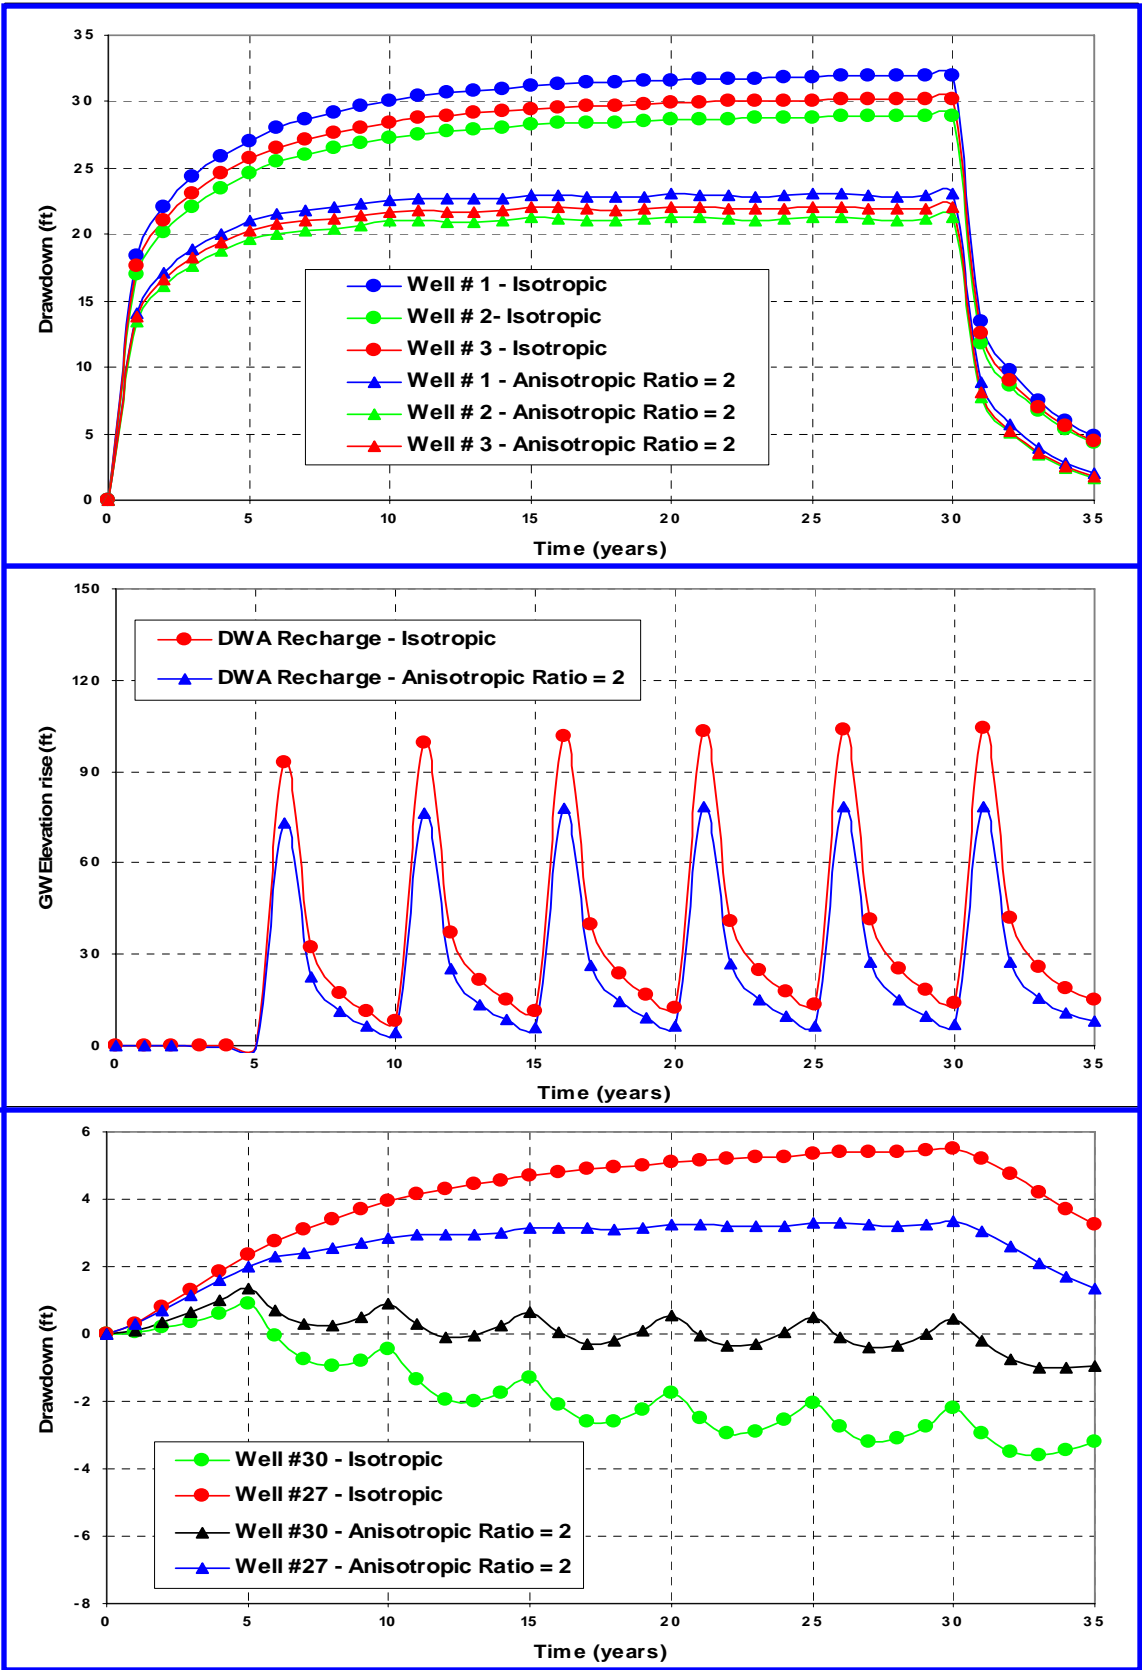 35
30
25
20
15
10
5
0
Drawdown (ft)
Well # 1 - Isotropic
Well # 2- Isotropic
Well # 3 - Isotropic
Well # 1 - Anisotropic Ratio = 2
Well # 2 - Anisotropic Ratio = 2
Well # 3 - Anisotropic Ratio = 2
0 5 10 15 20 25 30 35
Time (years)
150
120
90
60
30
0
GW Elevation rise (ft)
DWA Recharge - Isotropic
DWA Recharge - Anisotropic Ratio = 2
0 5 10 15 20 25 30 35
Time (years)
6
4
2
0
-2
-4
-6
-8
Drawdown (ft)
Well #30 - Isotropic
Well #27 - Isotropic
Well #30 - Anisotropic Ratio = 2
Well #27 - Anisotropic Ratio = 2
0 5 10 15 20 25 30 35
Time (years)